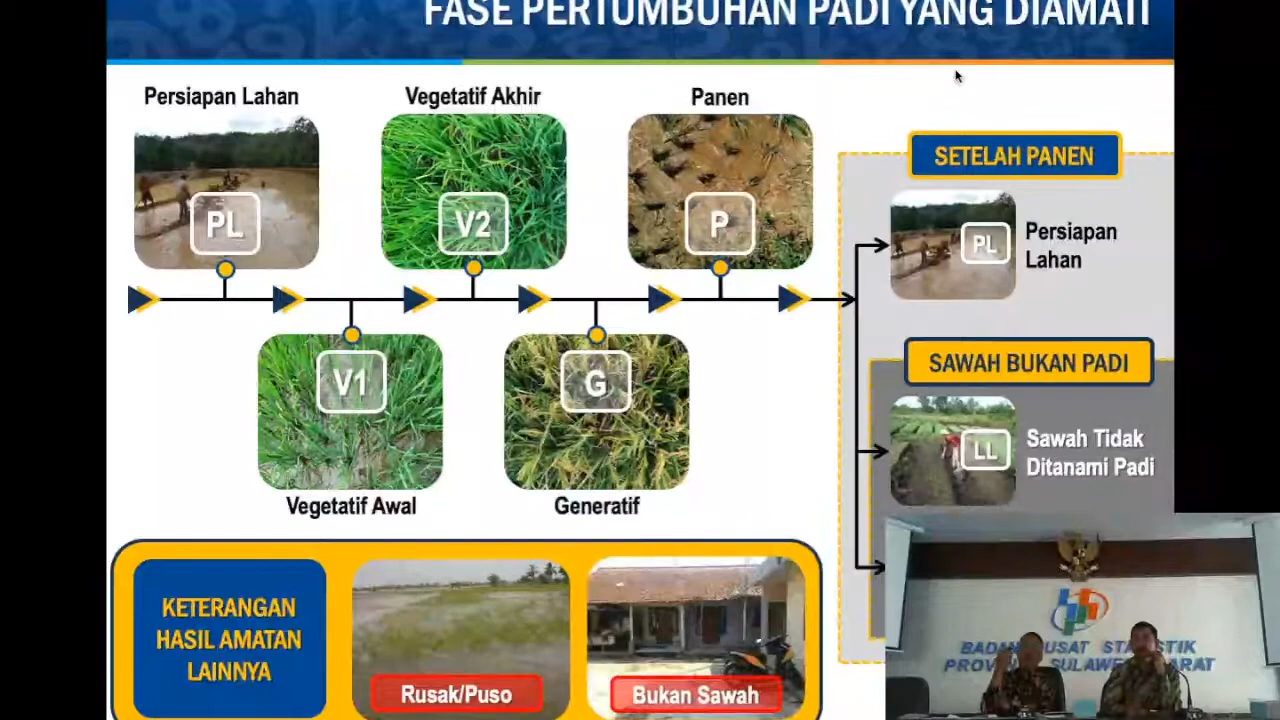 FASE PERTUMBUHAN PADI YANG DIAMATI
Persiapan Lahan
Vegetatif Akhir
Panen
PL
V2
P
V1
G
Vegetatif Awal
Generatif
SETELAH PANEN
PL
Persiapan
Lahan
SAWAH BUKAN PADI
LL
Sawah Tidak
Ditanami Padi
KETERANGAN
HASIL AMATAN
LAINNYA
Rusak/Puso
Bukan Sawah
BADAN PUSAT STATISTIK
PROVINSI SULAWESI BARAT